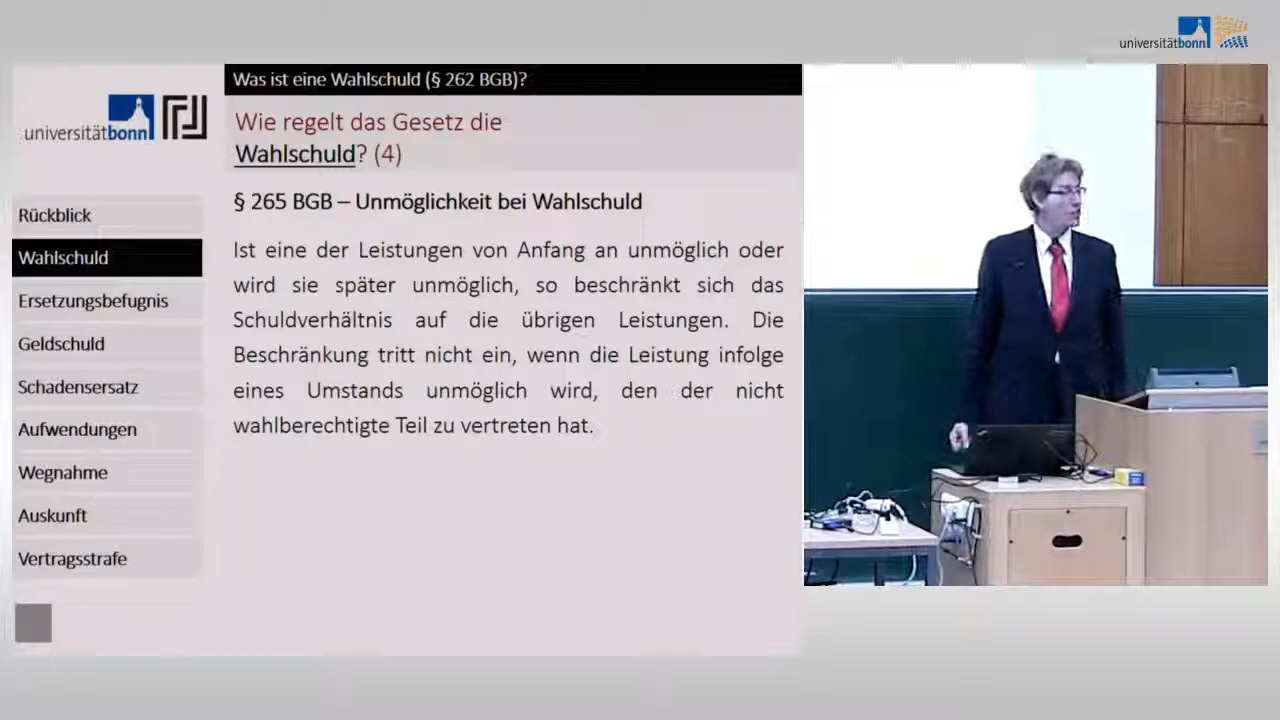 universitätbonn
Was ist eine Wahlschuld (§ 262 BGB)?
universitätbonn
Wie regelt das Gesetz die
Wahlschuld? (4)
§ 265 BGB – Unmöglichkeit bei Wahlschuld
Ist eine der Leistungen von Anfang an unmöglich oder
wird sie später unmöglich, so beschränkt sich das
Schuldverhältnis auf die übrigen Leistungen. Die
Beschränkung tritt nicht ein, wenn die Leistung infolge
eines Umstands unmöglich wird, den der nicht
wahlberechtigte Teil zu vertreten hat.
Rückblick
Wahlschuld
Ersetzungsbefugnis
Geldschuld
Schadensersatz
Aufwendungen
Wegnahme
Auskunft
Vertragsstrafe